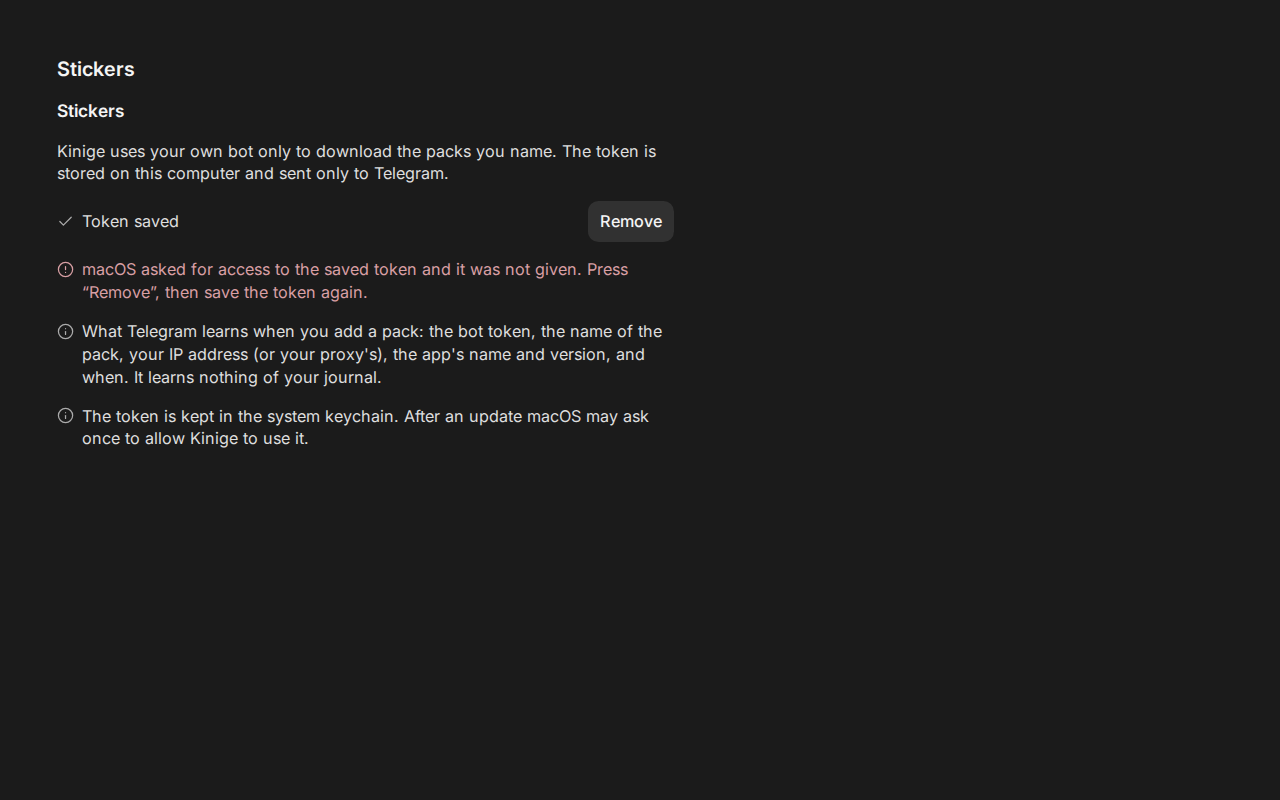 Stickers
Stickers
Kinige uses your own bot only to download the packs you name. The token is
stored on this computer and sent only to Telegram.
Token saved
Remove
macOS asked for access to the saved token and it was not given. Press
“Remove”, then save the token again.
What Telegram learns when you add a pack: the bot token, the name of the
pack, your IP address (or your proxy's), the app's name and version, and
when. It learns nothing of your journal.
The token is kept in the system keychain. After an update macOS may ask
once to allow Kinige to use it.